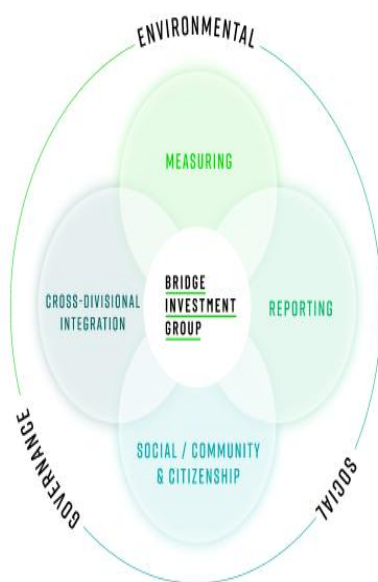 ENVIRONMENTAL
MEASURING
CROSS-DIVISIONAL
INTEGRATION
BRIDGE
INVESTMENT
GROUP
REPORTING
SOCIAL / COMMUNITY
& CITIZENSHIP
GOVERNANCE
SOCIAL